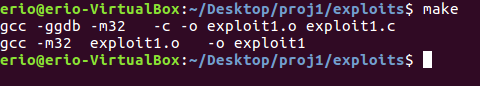 erio@erio-VirtualBox:~/Desktop/proj1/exploits$ make
gcc -ggdb -m32   -c -o exploit1.o exploit1.c
gcc -m32  exploit1.o   -o exploit1
erio@erio-VirtualBox:~/Desktop/proj1/exploits$